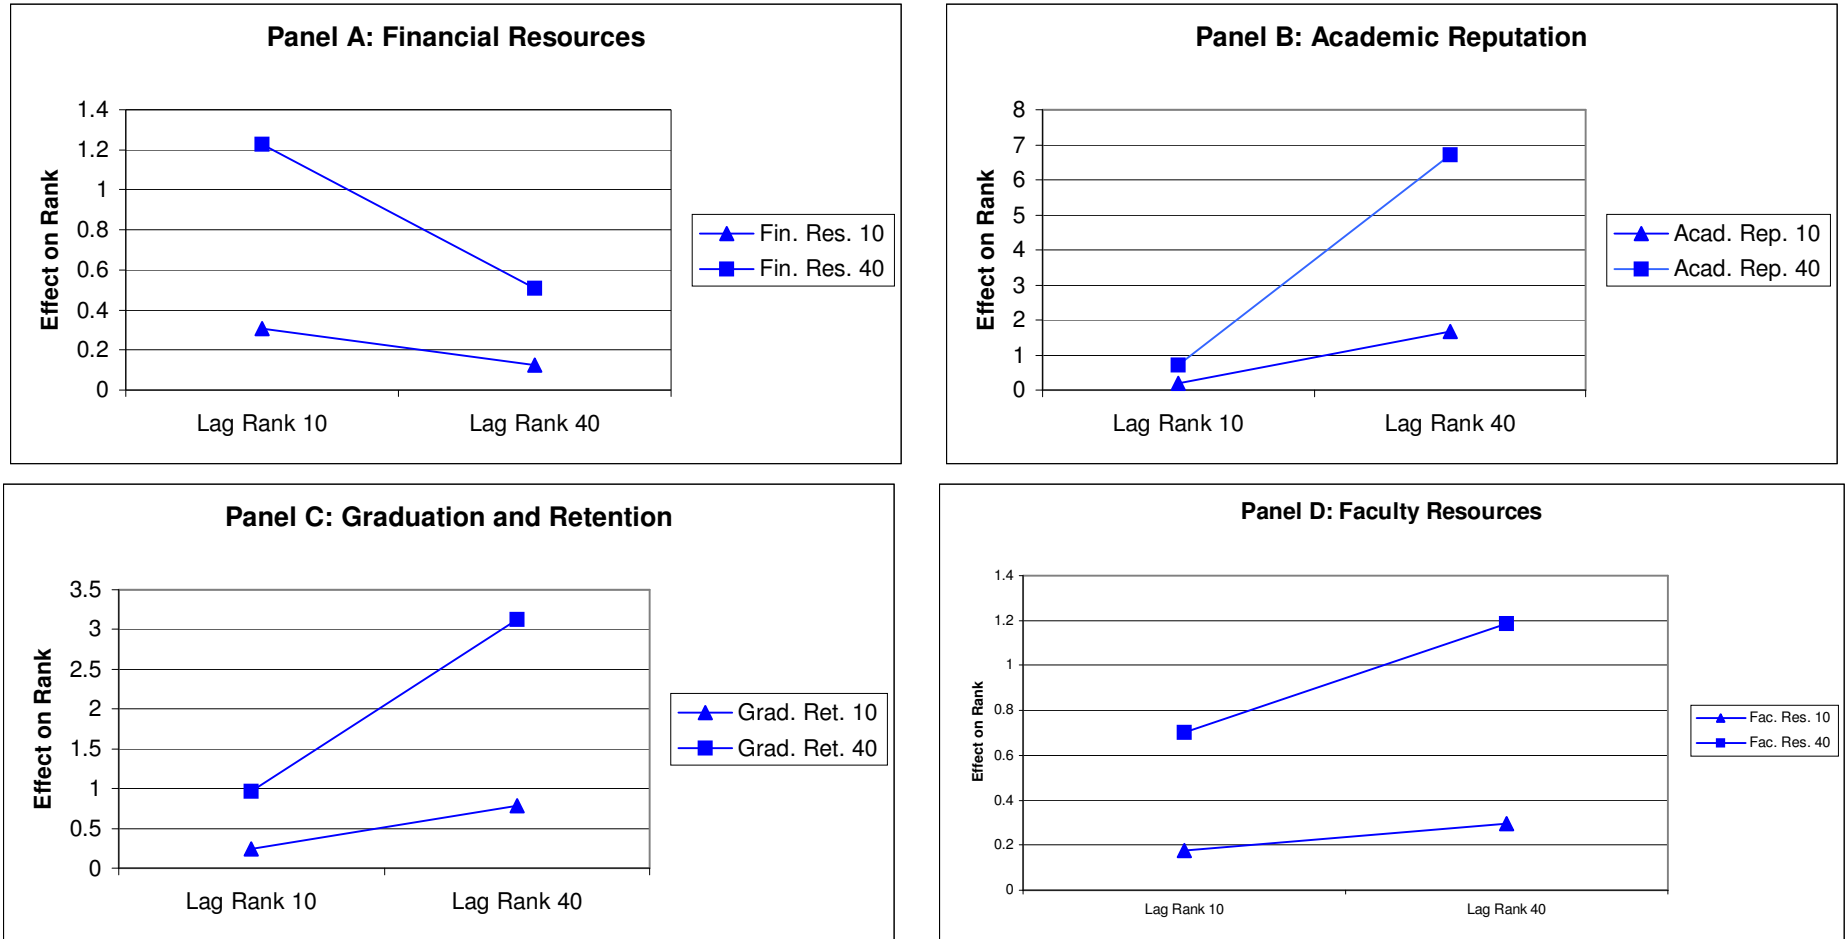 Panel A: Financial Resources
Effect on Rank
1.4
1.2
1
0.8
0.6
0.4
0.2
0
Lag Rank 10 Lag Rank 40
Fin. Res. 10
Fin. Res. 40
Panel B: Academic Reputation
Effect on Rank
8
7
6
5
4
3
2
1
0
Lag Rank 10 Lag Rank 40
Acad. Rep. 10
Acad. Rep. 40
Panel C: Graduation and Retention
Effect on Rank
3.5
3
2.5
2
1.5
1
0.5
0
Lag Rank 10 Lag Rank 40
Grad. Ret. 10
Grad. Ret. 40
Panel D: Faculty Resources
Effect on Rank
1.4
1.2
1
0.8
0.6
0.4
0.2
0
Lag Rank 10 Lag Rank 40
Fac. Res. 10
Fac. Res. 40